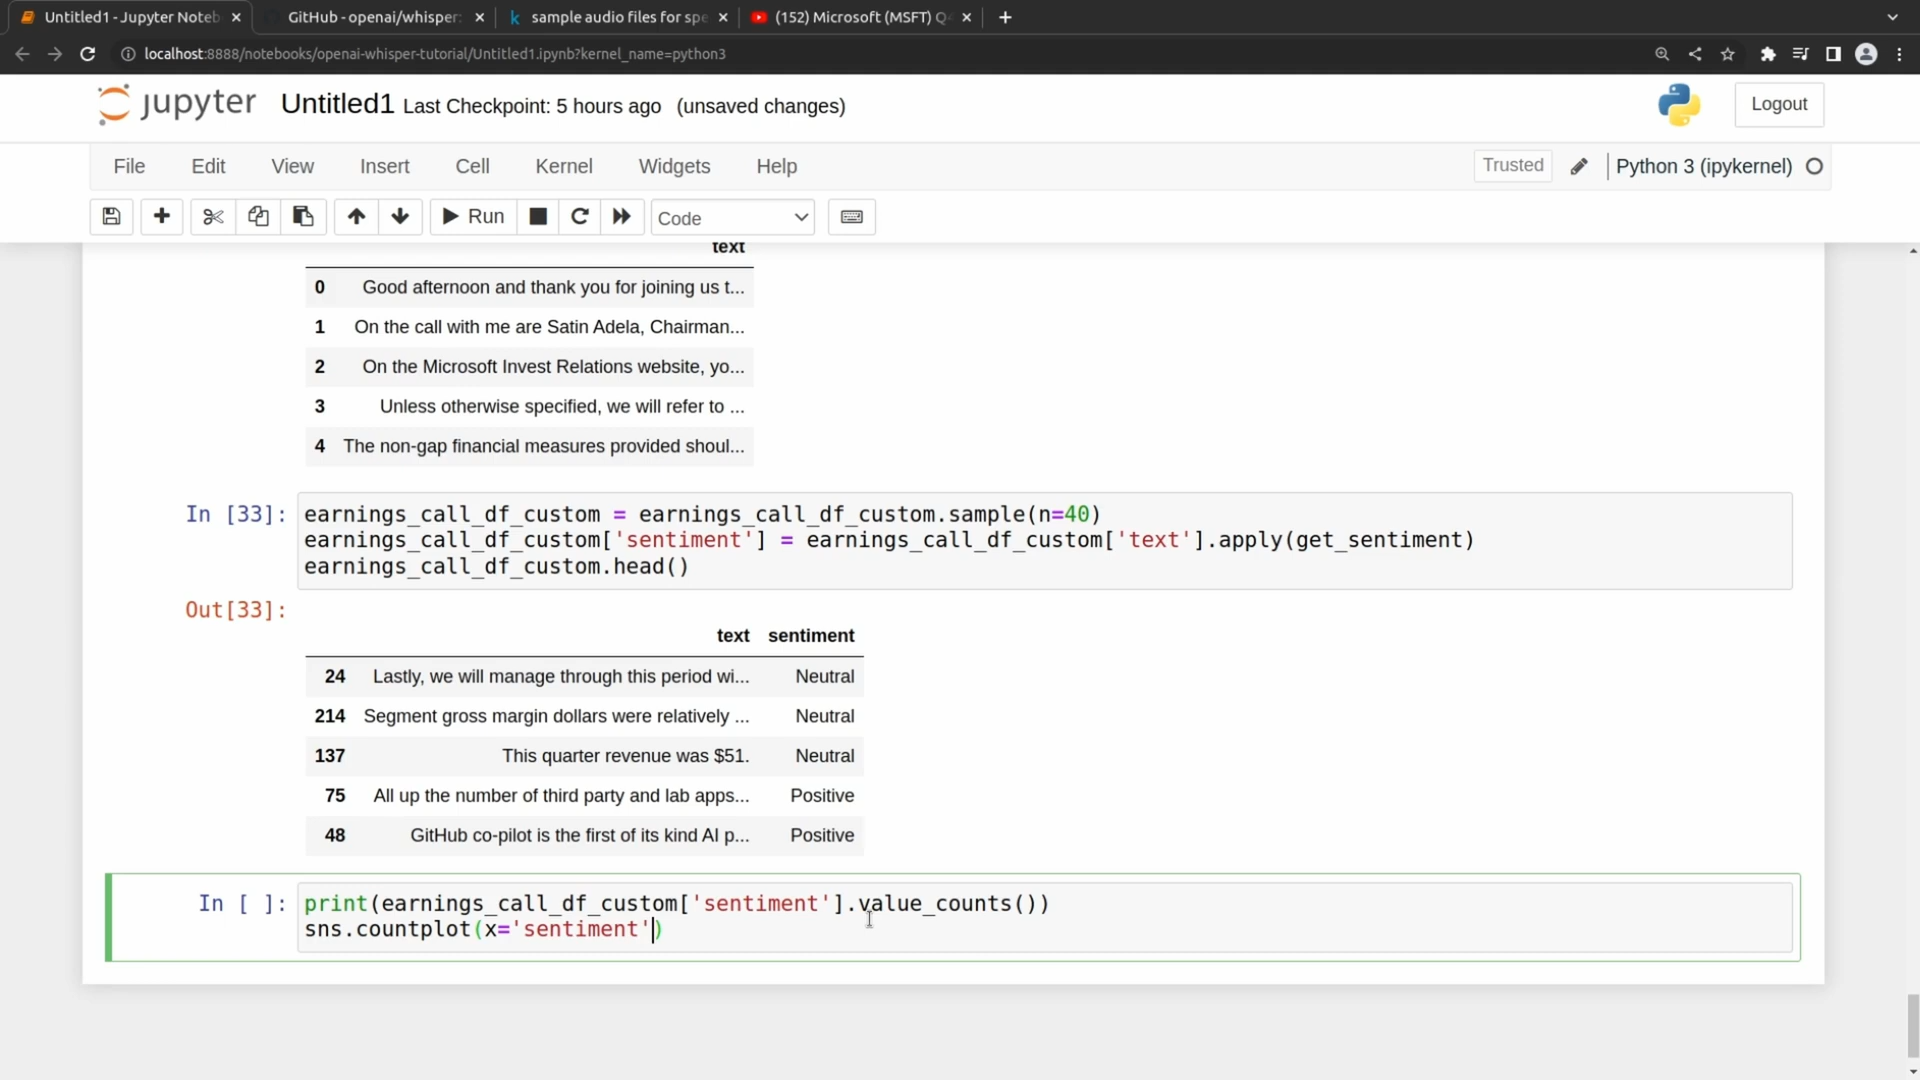 Untitled1 - Jupyter Noteb
GitHub - openai/whisper:
k sample audio files for spe
(152) Microsoft (MSFT) Q
localhost:8888/notebooks/openai-whisper-tutorial/Untitled1.ipynb?kernel_name=python3
jupyter Untitled1 Last Checkpoint: 5 hours ago (unsaved changes)
Logout
File Edit View Insert Cell Kernel Widgets Help
Trusted Python 3 (ipykernel)
Run Code
text
0 Good afternoon and thank you for joining us t...
1 On the call with me are Satin Adela, Chairman...
2 On the Microsoft Invest Relations website, yo...
3 Unless otherwise specified, we will refer to ...
4 The non-gap financial measures provided shoul...
In [33]: earnings_call_df_custom = earnings_call_df_custom.sample(n=40)
earnings_call_df_custom['sentiment'] = earnings_call_df_custom['text'].apply(get_sentiment)
earnings_call_df_custom.head()
Out[33]:
text sentiment
24 Lastly, we will manage through this period wi... Neutral
214 Segment gross margin dollars were relatively ... Neutral
137 This quarter revenue was $51. Neutral
75 All up the number of third party and lab apps... Positive
48 GitHub co-pilot is the first of its kind AI p... Positive
In [ ]: print(earnings_call_df_custom['sentiment'].value_counts())
sns.countplot(x='sentiment')